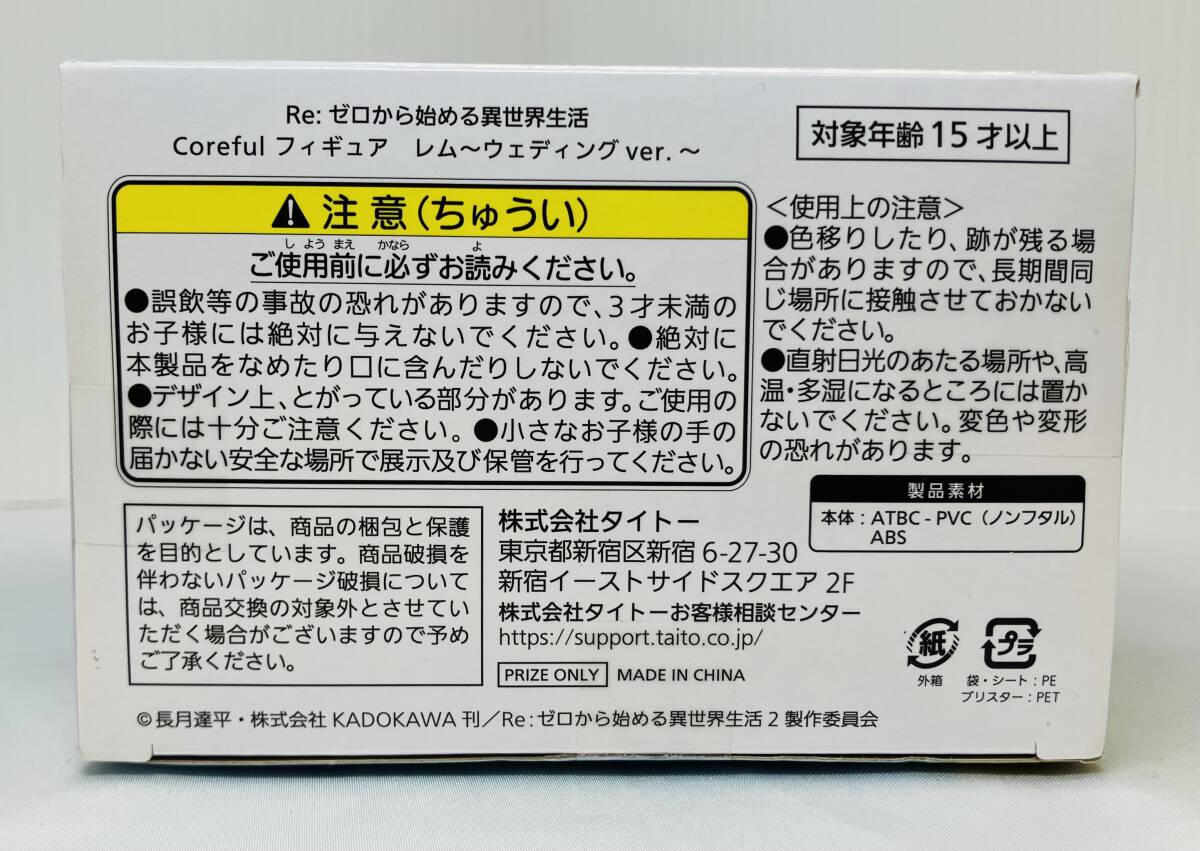 Re: ゼロから始める異世界生活
Coreful フィギュア　レム～ウェディング ver.～
対象年齢 15 才以上
注 意 (ちゅうい)
し よう まえ かなら よ
ご使用前に必ずお読みください。
●誤飲等の事故の恐れがありますので、3才未満の
お子様には絶対に与えないでください。●絶対に
本製品をなめたり口に含んだりしないでください。
●デザイン上、とがっている部分があります。ご使用の
際には十分ご注意ください。●小さなお子様の手の
届かない安全な場所で展示及び保管を行ってください。
＜使用上の注意＞
●色移りしたり、跡が残る場
合がありますので、長期間同
じ場所に接触させておかない
でください。
●直射日光のあたる場所や、高
温・多湿になるところには置か
ないでください。変色や変形
の恐れがあります。
製品素材
本体 : ATBC - PVC（ノンフタル）
ABS
パッケージは、商品の梱包と保護
を目的としています。商品破損を
伴わないパッケージ破損について
は、商品交換の対象外とさせてい
ただく場合がございますので予め
ご了承ください。
株式会社タイトー
東京都新宿区新宿 6-27-30
新宿イーストサイドスクエア 2F
株式会社タイトーお客様相談センター
https://support.taito.co.jp/
PRIZE ONLY MADE IN CHINA
紙
外箱
プラ
袋・シート : PE
ブリスター : PET
©長月達平・株式会社 KADOKAWA 刊／Re : ゼロから始める異世界生活 2 製作委員会